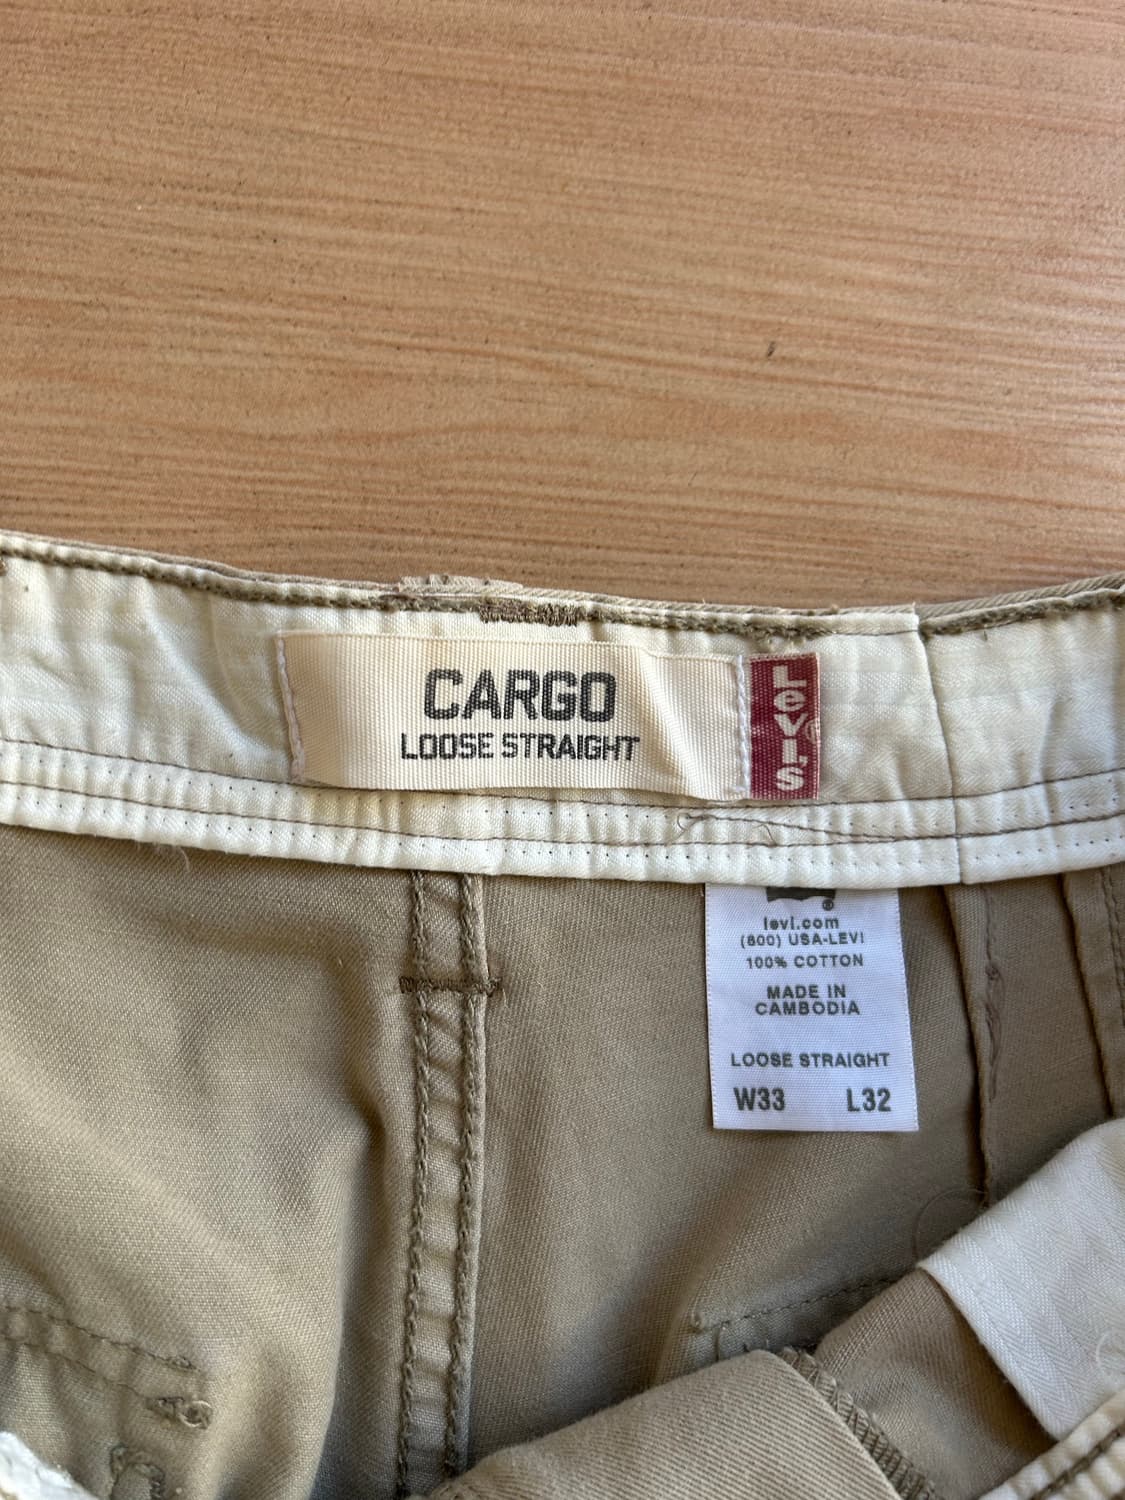 CARGO
LOOSE STRAIGHT
LEVI'S
®
levi.com
(800) USA-LEVI
100% COTTON
MADE IN
CAMBODIA
LOOSE STRAIGHT
W33 L32